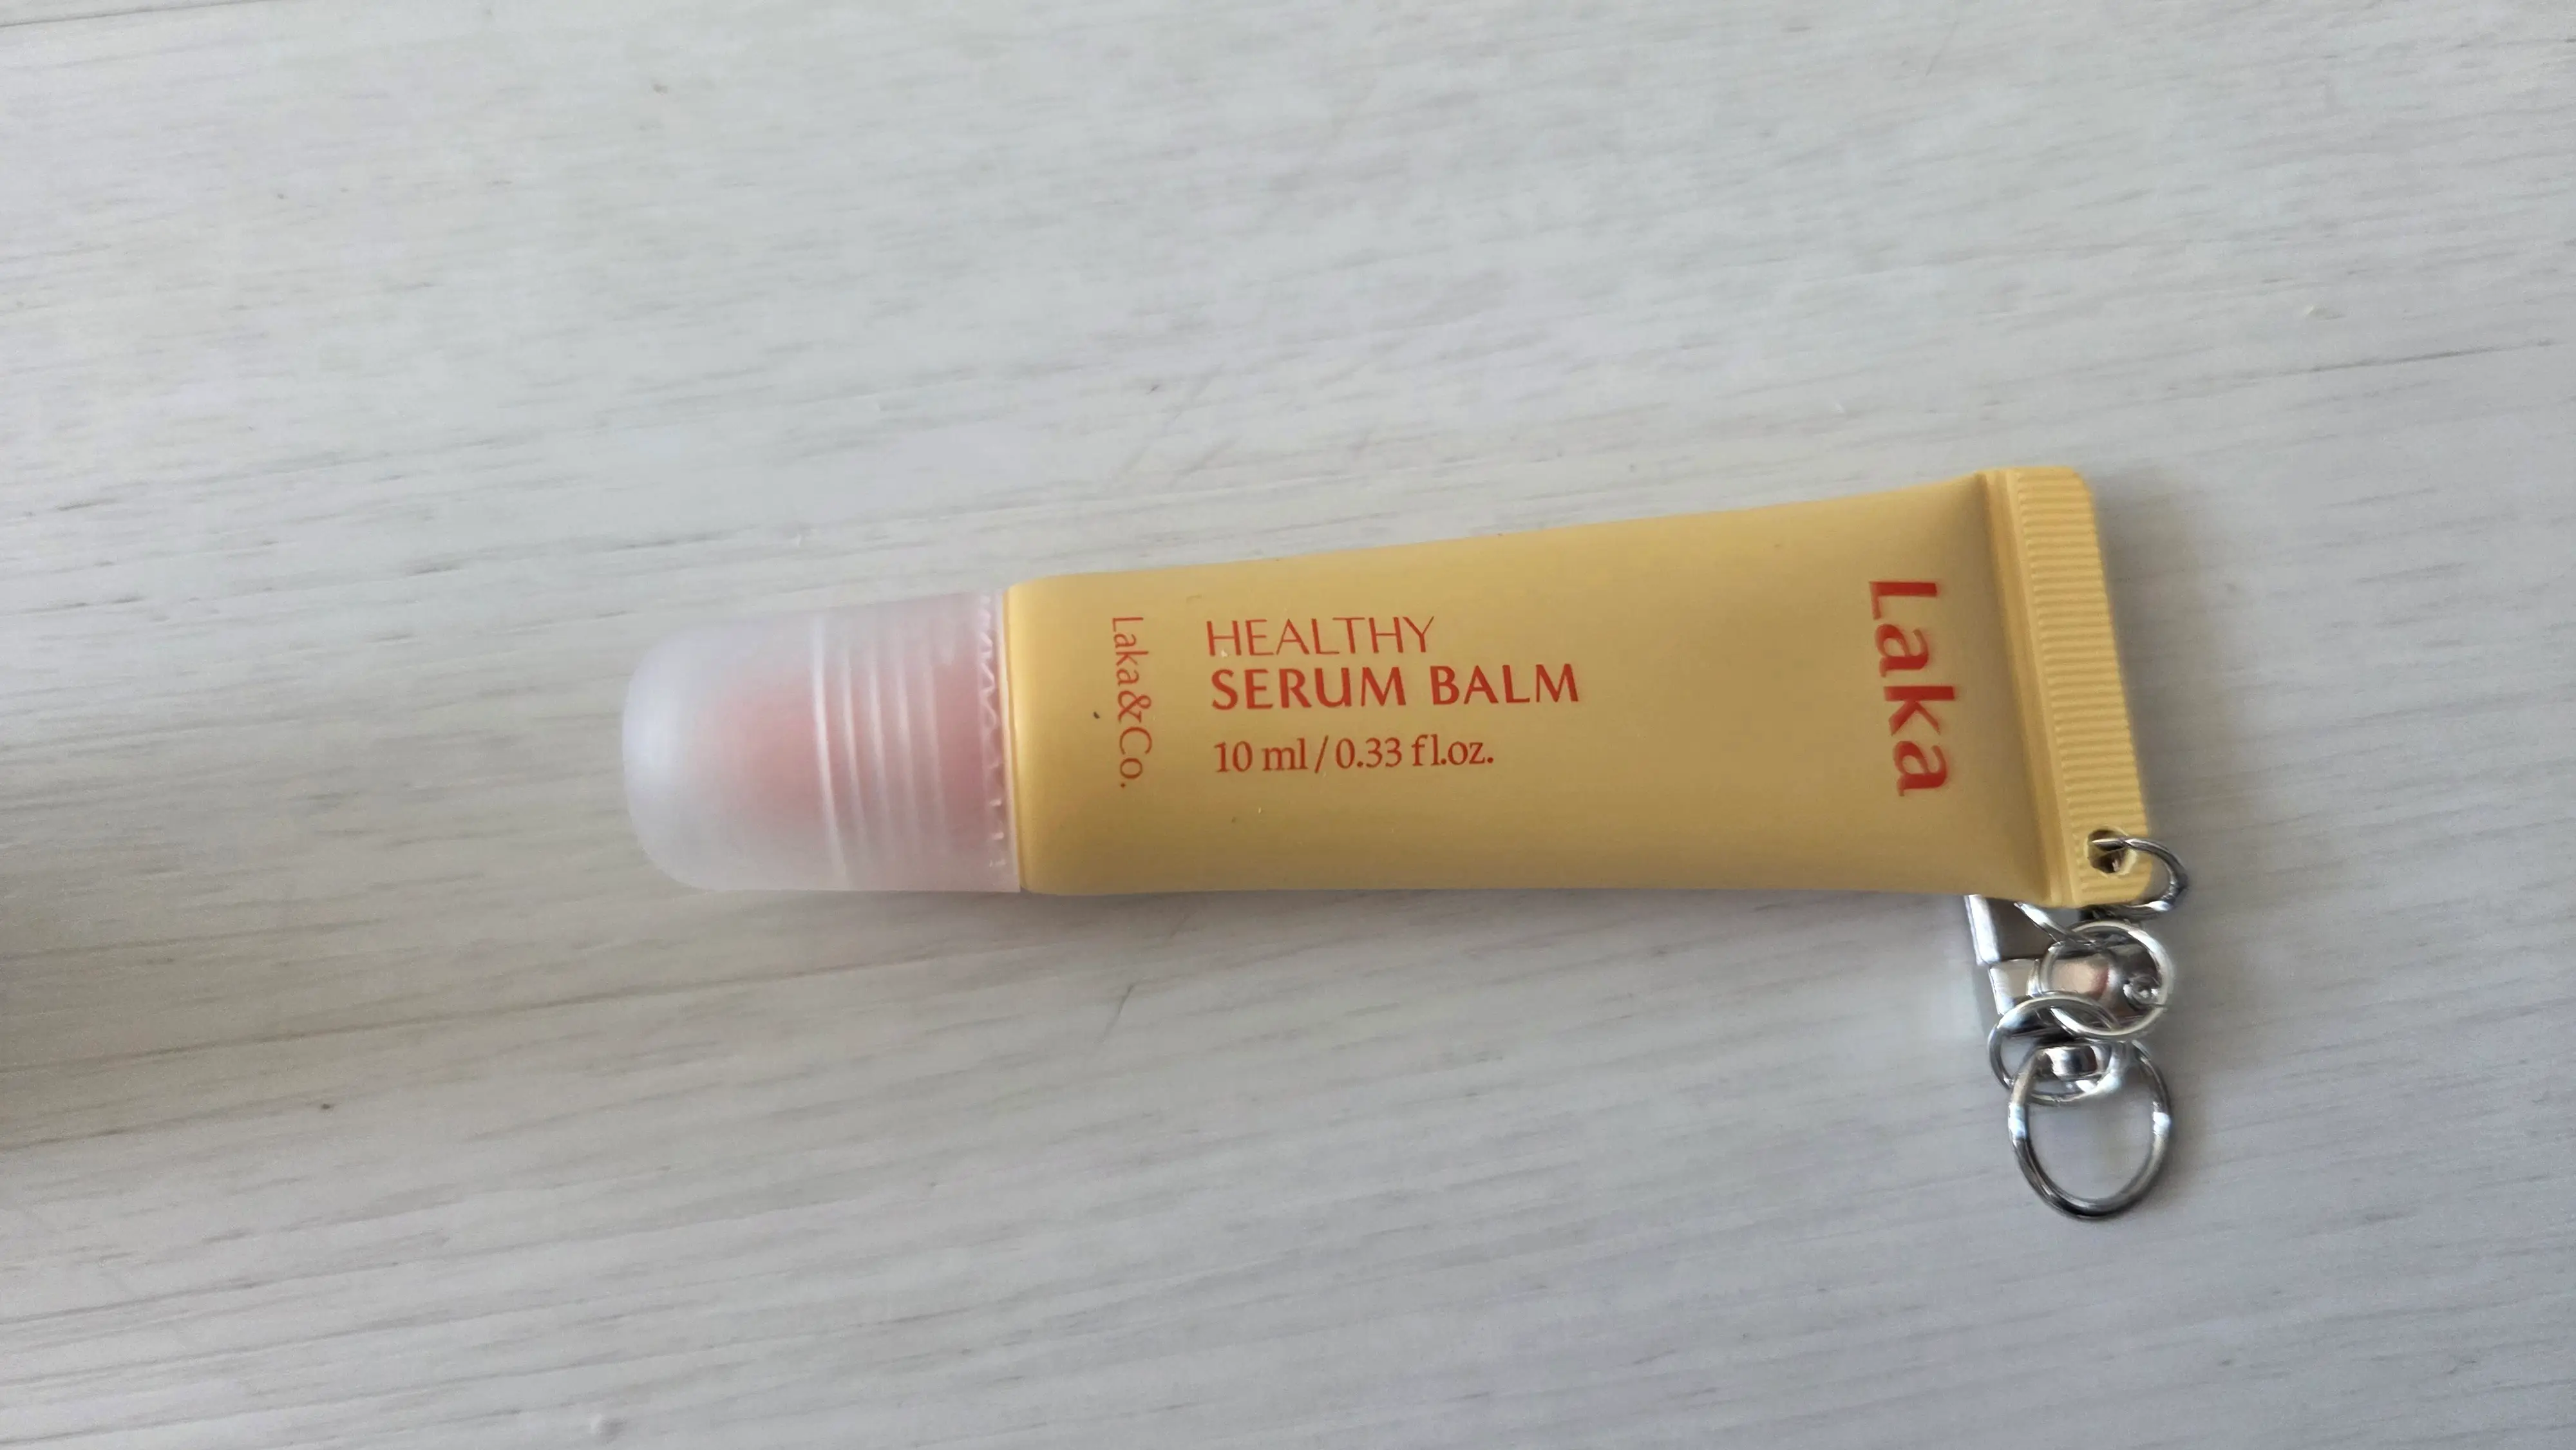 Laka&Co.
HEALTHY
SERUM BALM
10 ml / 0.33 fl.oz.
Laka